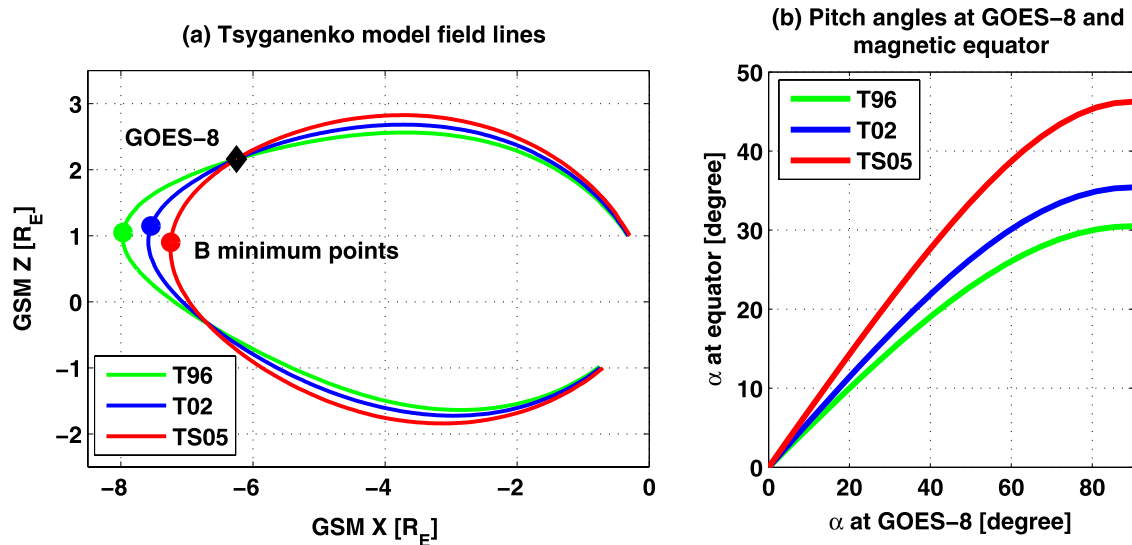 (a) Tsyganenko model field lines
GSM Z [R_E]
3
2
1
0
−1
−2
GOES−8
B minimum points
T96
T02
TS05
−8
−6
−4
−2
0
GSM X [R_E]
(b) Pitch angles at GOES−8 and
magnetic equator
α at equator [degree]
50
40
30
20
10
0
T96
T02
TS05
0
20
40
60
80
α at GOES−8 [degree]